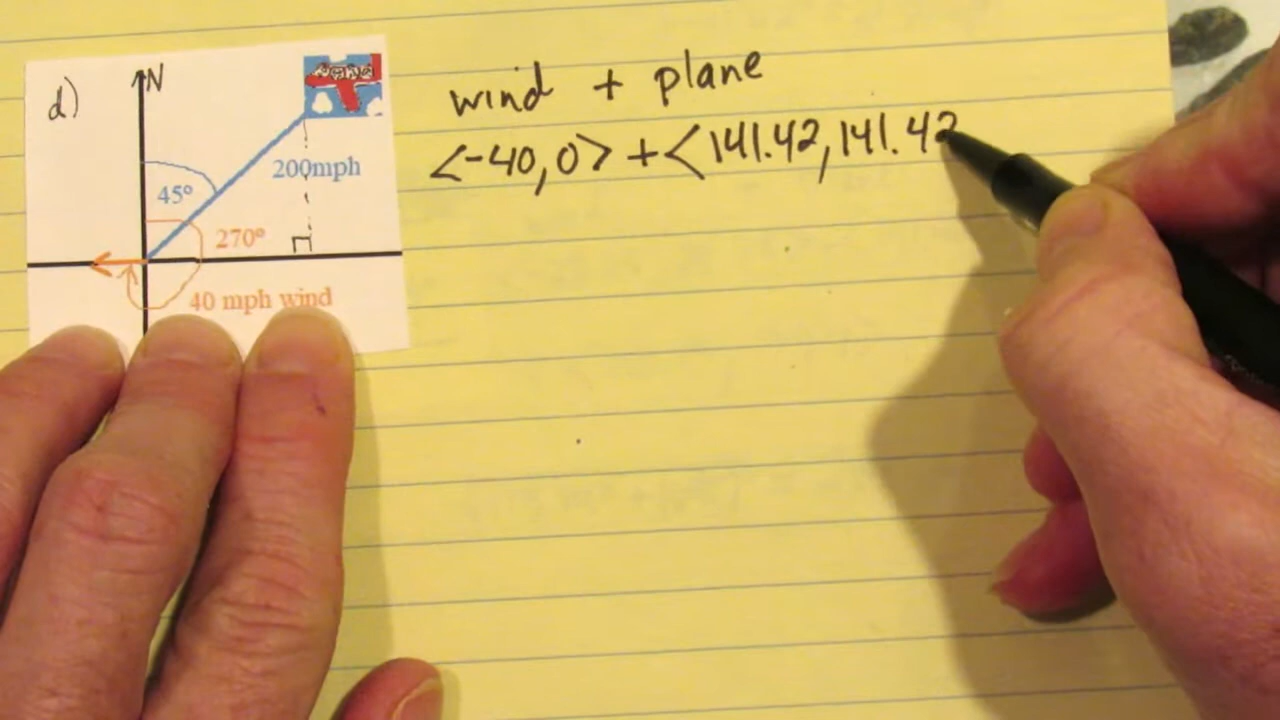 d)
N
45°
200mph
270°
40 mph wind
wind + plane
<-40,0> + <141.42,141.42